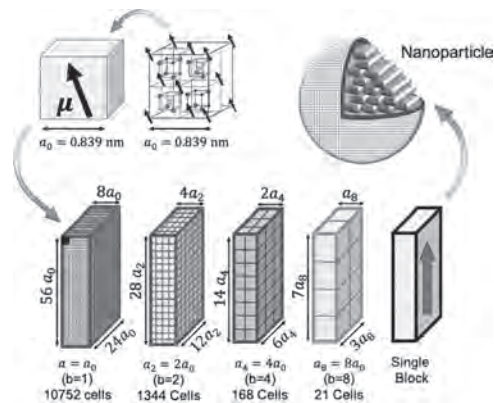 Nanoparticle
μ
a₀ = 0.839 nm
a₀ = 0.839 nm
8a₀
4a₂
2a₄
a₈
56 a₀
28 a₂
14 a₄
7a₈
24a₀
12a₂
6a₄
3a₈
a = a₀
(b=1)
10752 cells
a₂ = 2a₀
(b=2)
1344 Cells
a₄ = 4a₀
(b=4)
168 Cells
a₈ = 8a₀
(b=8)
21 Cells
Single
Block